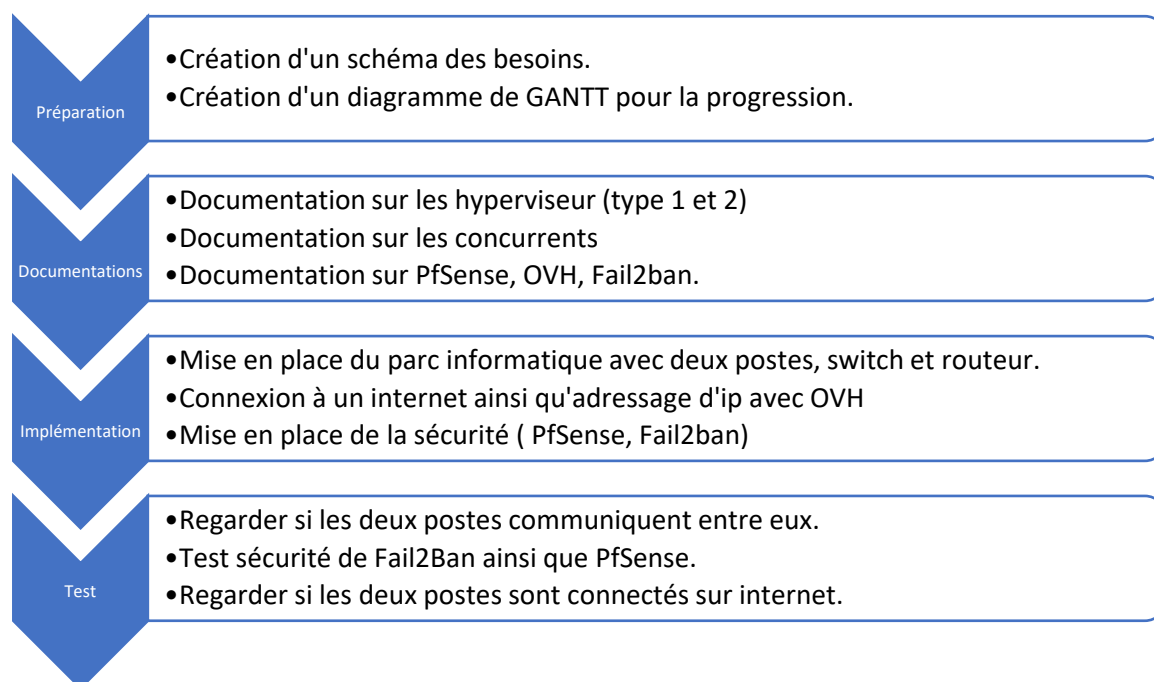 Préparation
•Création d'un schéma des besoins.
•Création d'un diagramme de GANTT pour la progression.
Documentations
•Documentation sur les hyperviseur (type 1 et 2)
•Documentation sur les concurrents
•Documentation sur PfSense, OVH, Fail2ban.
Implémentation
•Mise en place du parc informatique avec deux postes, switch et routeur.
•Connexion à un internet ainsi qu'adressage d'ip avec OVH
•Mise en place de la sécurité ( PfSense, Fail2ban)
Test
•Regarder si les deux postes communiquent entre eux.
•Test sécurité de Fail2Ban ainsi que PfSense.
•Regarder si les deux postes sont connectés sur internet.